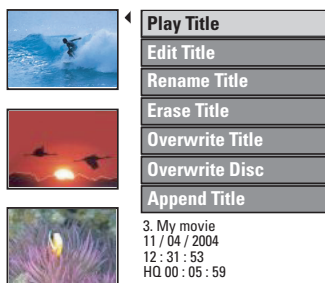 Play Title
Edit Title
Rename Title
Erase Title
Overwrite Title
Overwrite Disc
Append Title
3. My movie
11 / 04 / 2004
12 : 31 : 53
HQ 00 : 05 : 59